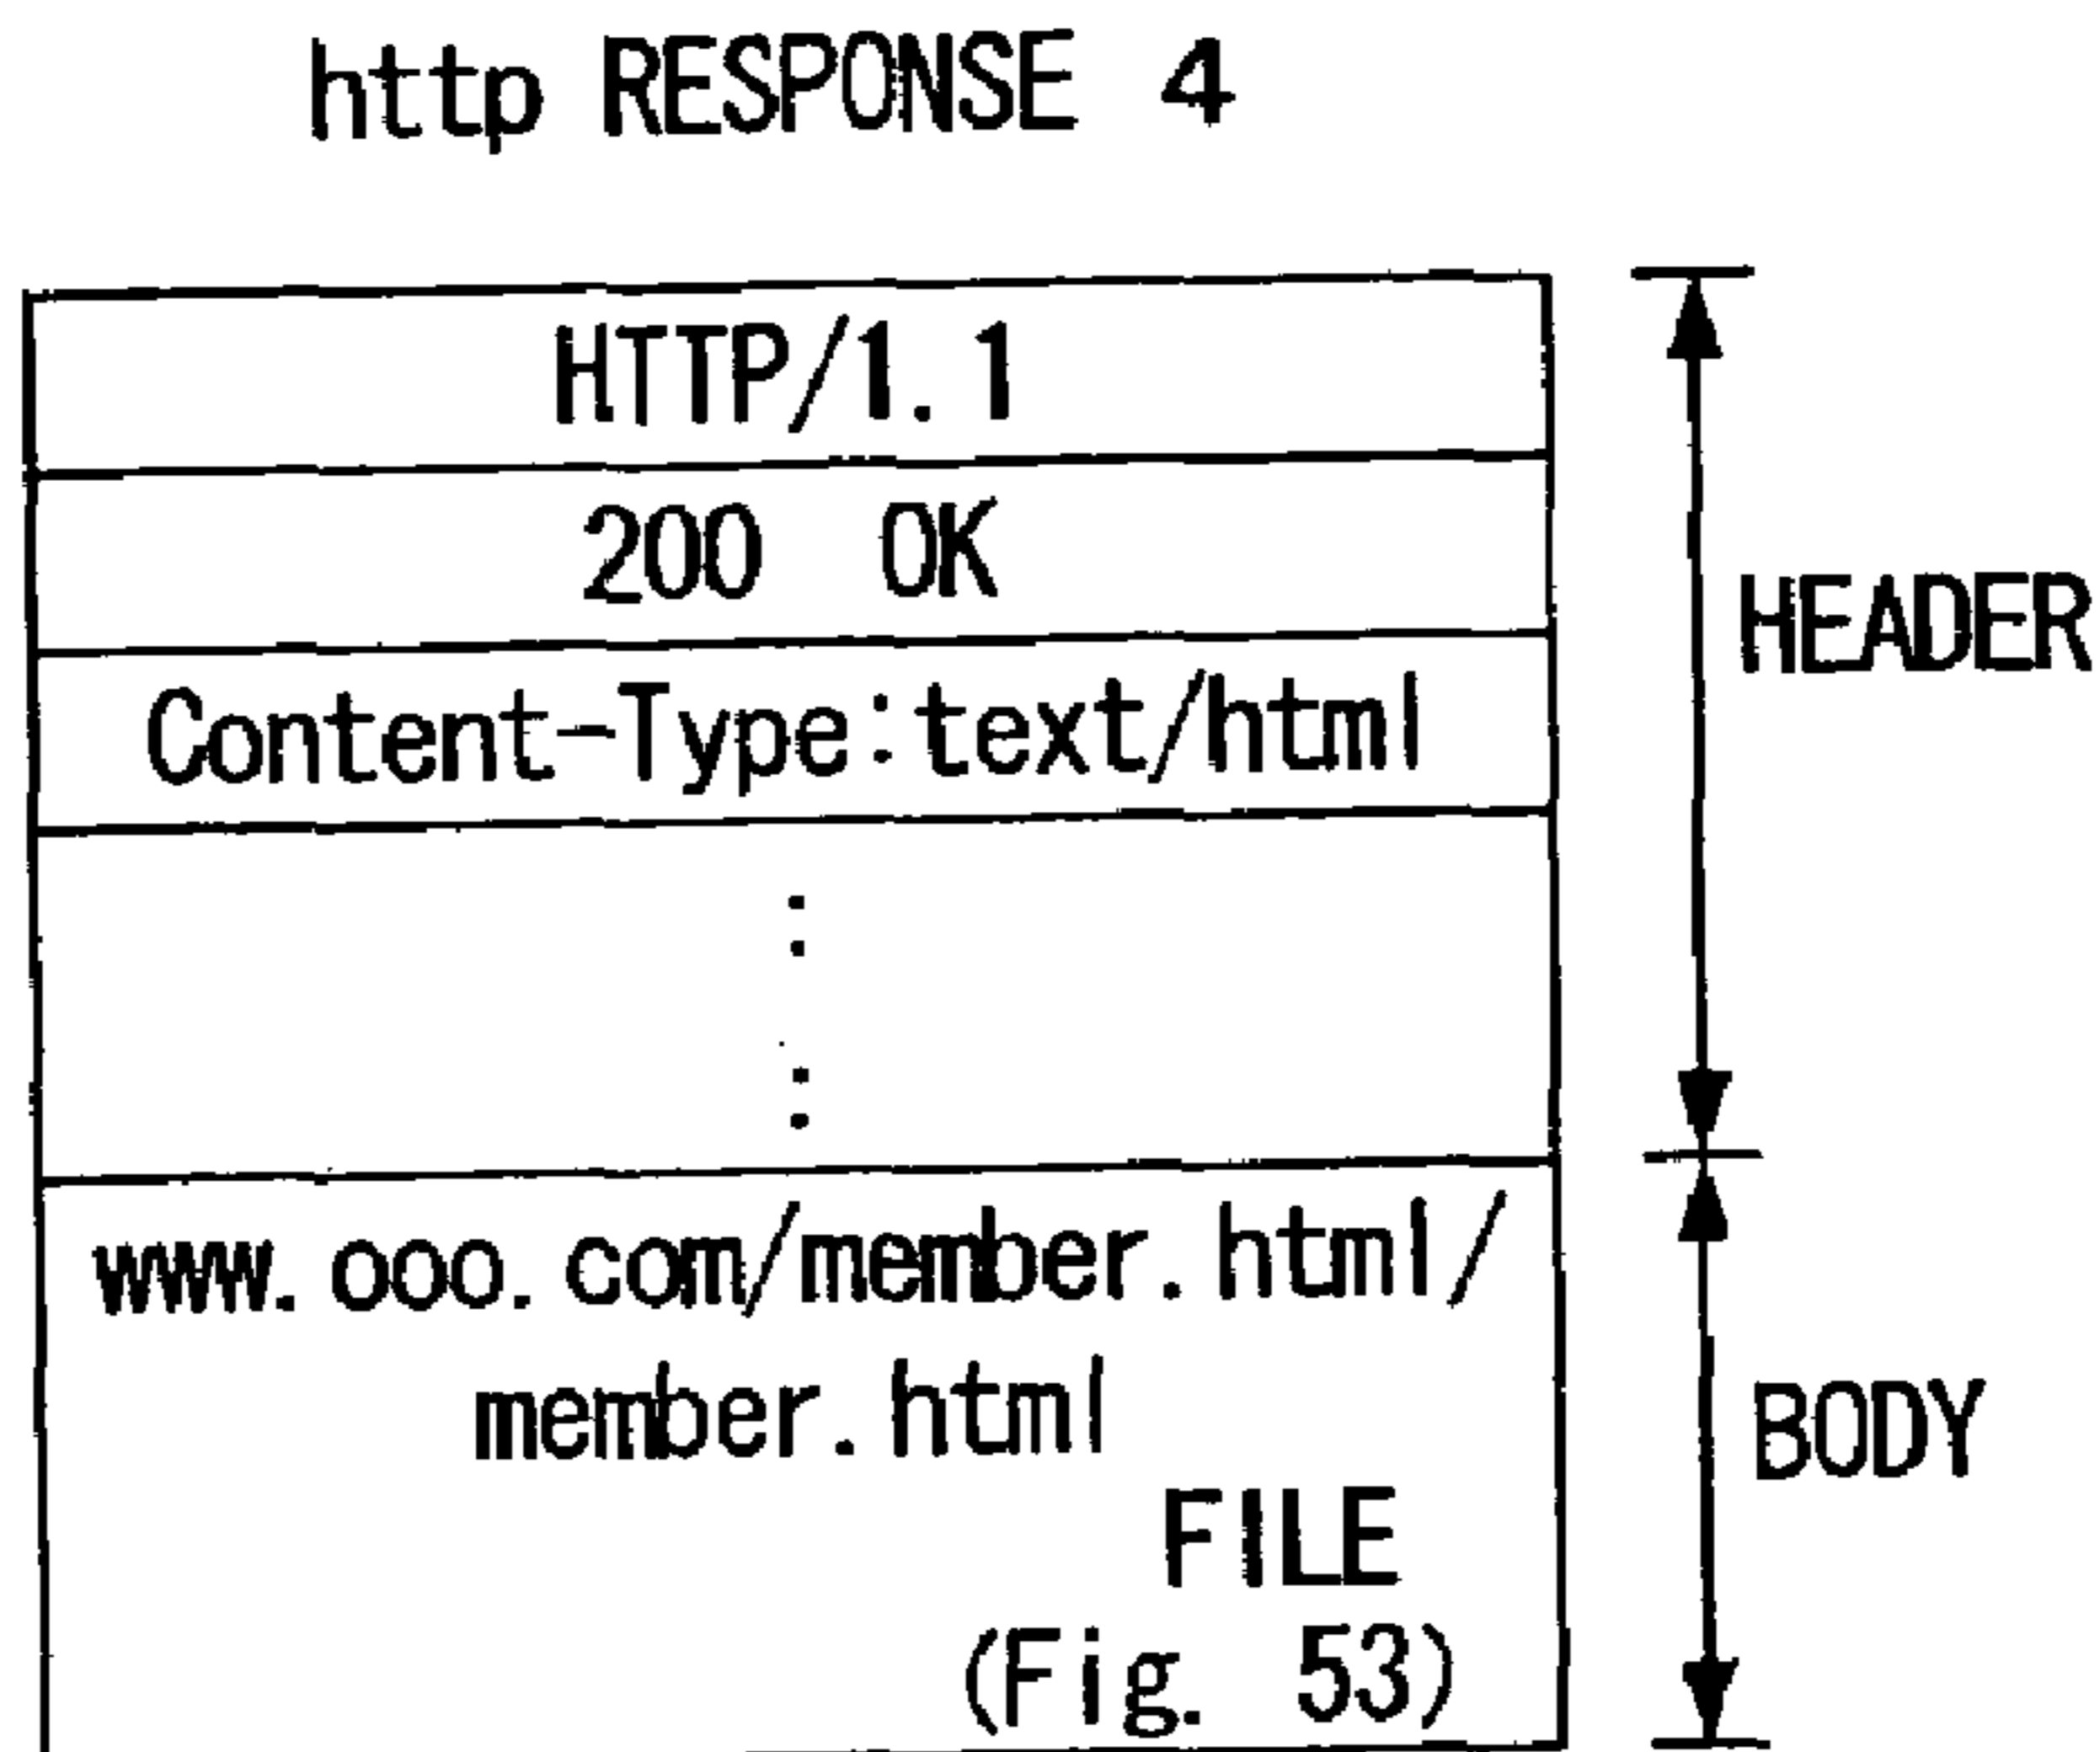 http RESPONSE 4
HTTP/1.1
200 OK
Content-Type:text/html
:
:
HEADER
www.ooo.com/member.html/
member.html
FILE
(Fig. 53)
BODY